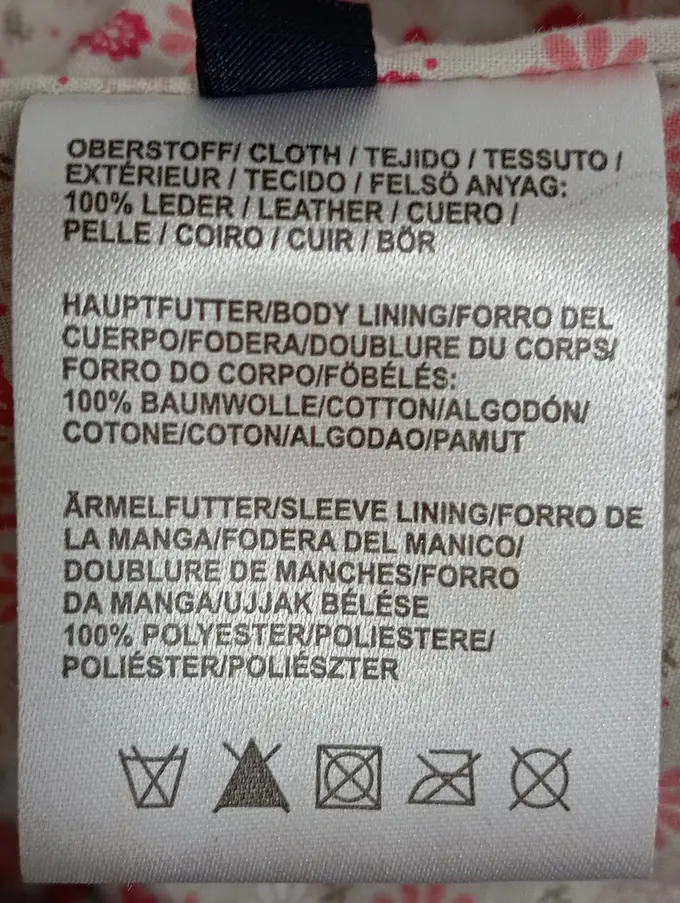 OBERSTOFF/ CLOTH / TEJIDO / TESSUTO /
EXTÉRIEUR / TECIDO / FELSÖ ANYAG:
100% LEDER / LEATHER / CUERO /
PELLE / COIRO / CUIR / BÖR
HAUPTFUTTER/BODY LINING/FORRO DEL
CUERPO/FODERA/DOUBLURE DU CORPS/
FORRO DO CORPO/FÖBÉLÉS:
100% BAUMWOLLE/COTTON/ALGODÓN/
COTONE/COTON/ALGODAO/PAMUT
ÄRMELFUTTER/SLEEVE LINING/FORRO DE
LA MANGA/FODERA DEL MANICO/
DOUBLURE DE MANCHES/FORRO
DA MANGA/UJJAK BÉLÉSE
100% POLYESTER/POLIESTERE/
POLIÉSTER/POLIÉSZTER